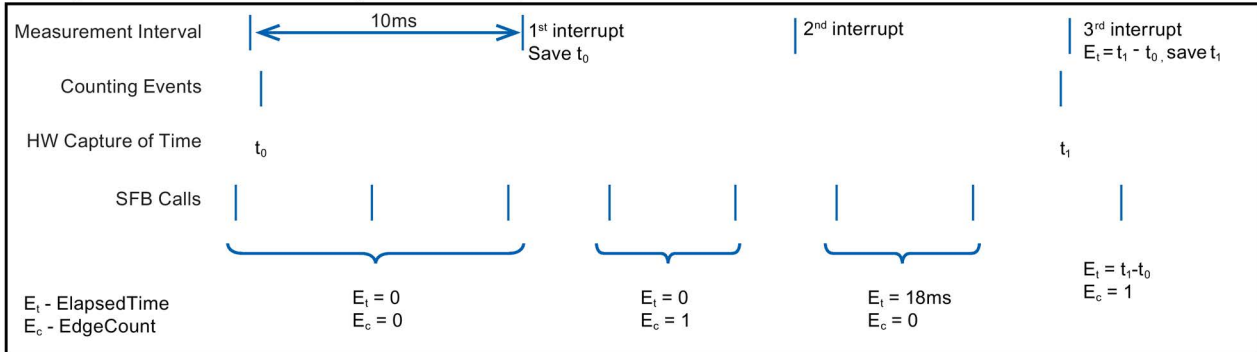 Measurement Interval
10ms
1st interrupt
Save t0
2nd interrupt
3rd interrupt
Et = t1 - t0 , save t1
Counting Events
HW Capture of Time
t0
t1
SFB Calls
Et - ElapsedTime
Ec - EdgeCount
Et = 0
Ec = 0
Et = 0
Ec = 1
Et = 18ms
Ec = 0
Et = t1-t0
Ec = 1